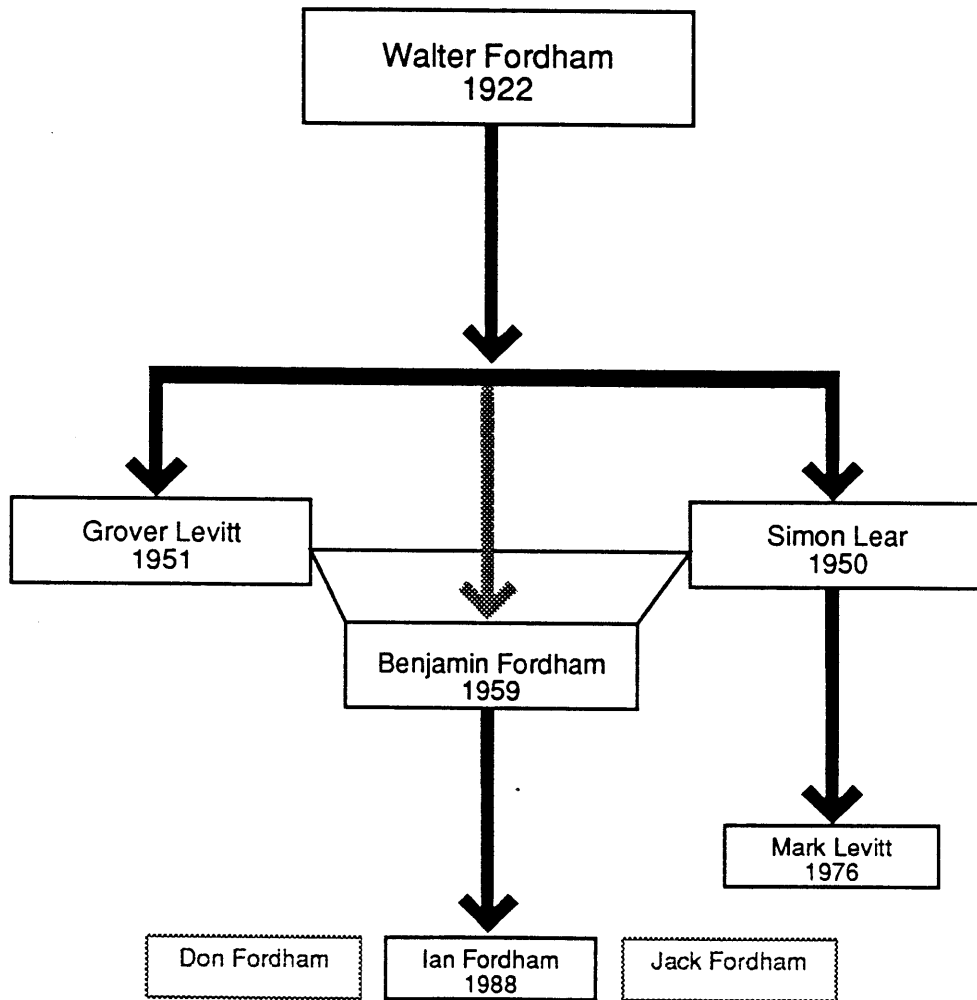 Walter Fordham
1922
Grover Levitt
1951
Simon Lear
1950
Benjamin Fordham
1959
Mark Levitt
1976
Don Fordham
Ian Fordham
1988
Jack Fordham